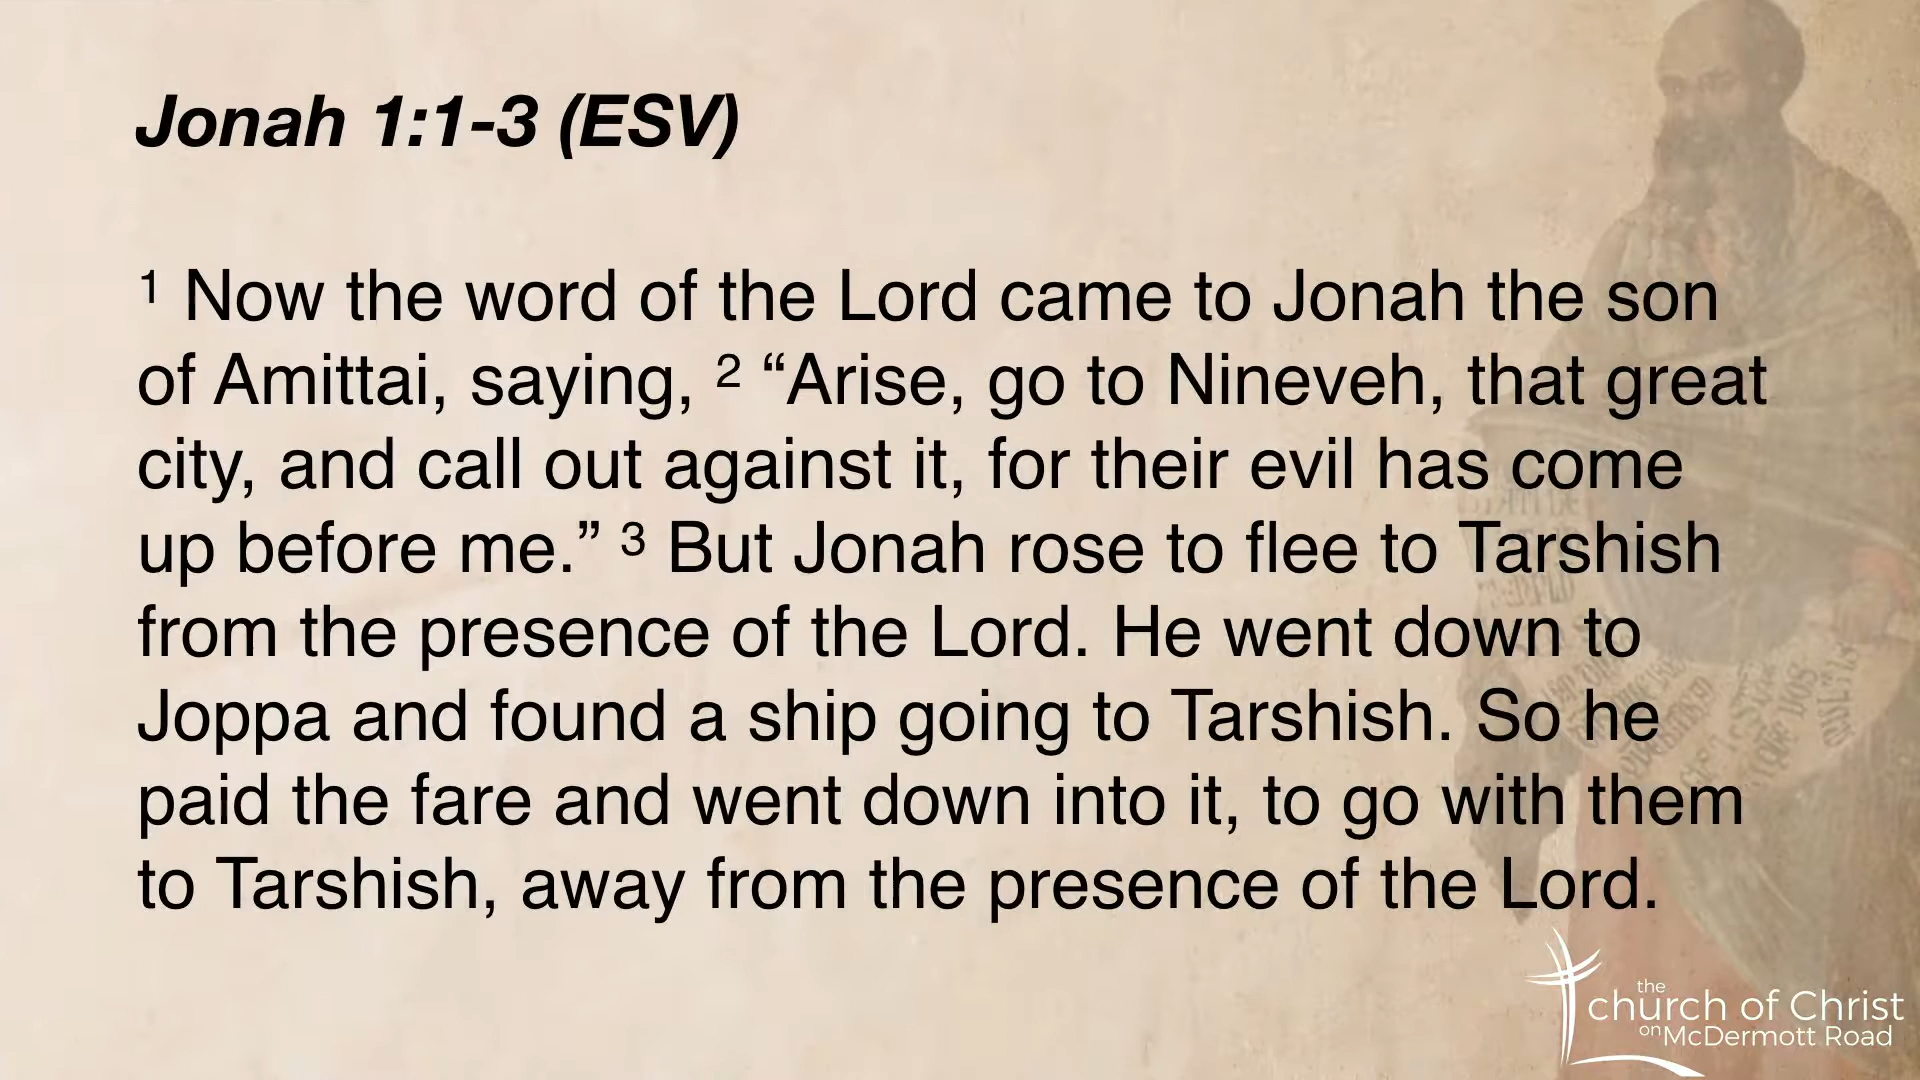 Jonah 1:1-3 (ESV)
¹ Now the word of the Lord came to Jonah the son
of Amittai, saying, ² “Arise, go to Nineveh, that great
city, and call out against it, for their evil has come
up before me.” ³ But Jonah rose to flee to Tarshish
from the presence of the Lord. He went down to
Joppa and found a ship going to Tarshish. So he
paid the fare and went down into it, to go with them
to Tarshish, away from the presence of the Lord.
the
church of Christ
on McDermott Road